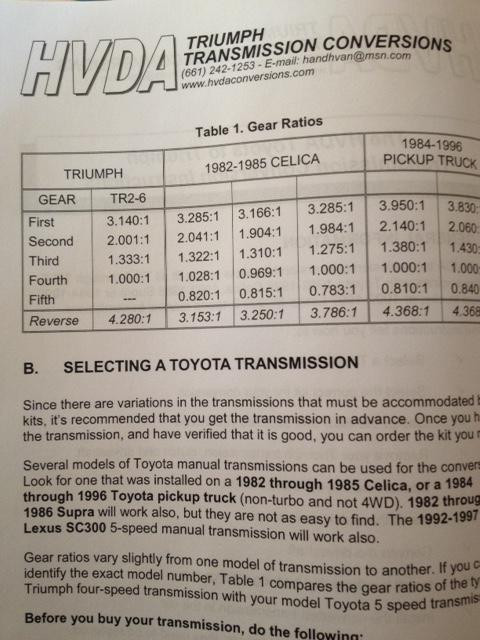 HVDA TRIUMPH
TRANSMISSION CONVERSIONS
(661) 242-1253 - E-mail: handhvan@msn.com
www.hvdaconversions.com
Table 1. Gear Ratios
TRIUMPH 1982-1985 CELICA 1984-1996
PICKUP TRUCK
GEAR TR2-6
First 3.140:1 3.285:1 3.166:1 3.285:1 3.950:1 3.830:
Second 2.001:1 2.041:1 1.904:1 1.984:1 2.140:1 2.060:
Third 1.333:1 1.322:1 1.310:1 1.275:1 1.380:1 1.430:
Fourth 1.000:1 1.028:1 0.969:1 1.000:1 1.000:1 1.000
Fifth --- 0.820:1 0.815:1 0.783:1 0.810:1 0.840
Reverse 4.280:1 3.153:1 3.250:1 3.786:1 4.368:1 4.368
B. SELECTING A TOYOTA TRANSMISSION
Since there are variations in the transmissions that must be accommodated b
kits, it's recommended that you get the transmission in advance. Once you h
the transmission, and have verified that it is good, you can order the kit you
Several models of Toyota manual transmissions can be used for the conver
Look for one that was installed on a 1982 through 1985 Celica, or a 1984
through 1996 Toyota pickup truck (non-turbo and not 4WD). 1982 throug
1986 Supra will work also, but they are not as easy to find. The 1992-1997
Lexus SC300 5-speed manual transmission will work also.
Gear ratios vary slightly from one model of transmission to another. If you c
identify the exact model number, Table 1 compares the gear ratios of the ty
Triumph four-speed transmission with your model Toyota 5 speed transmis
Before you buy your transmission, do the following: